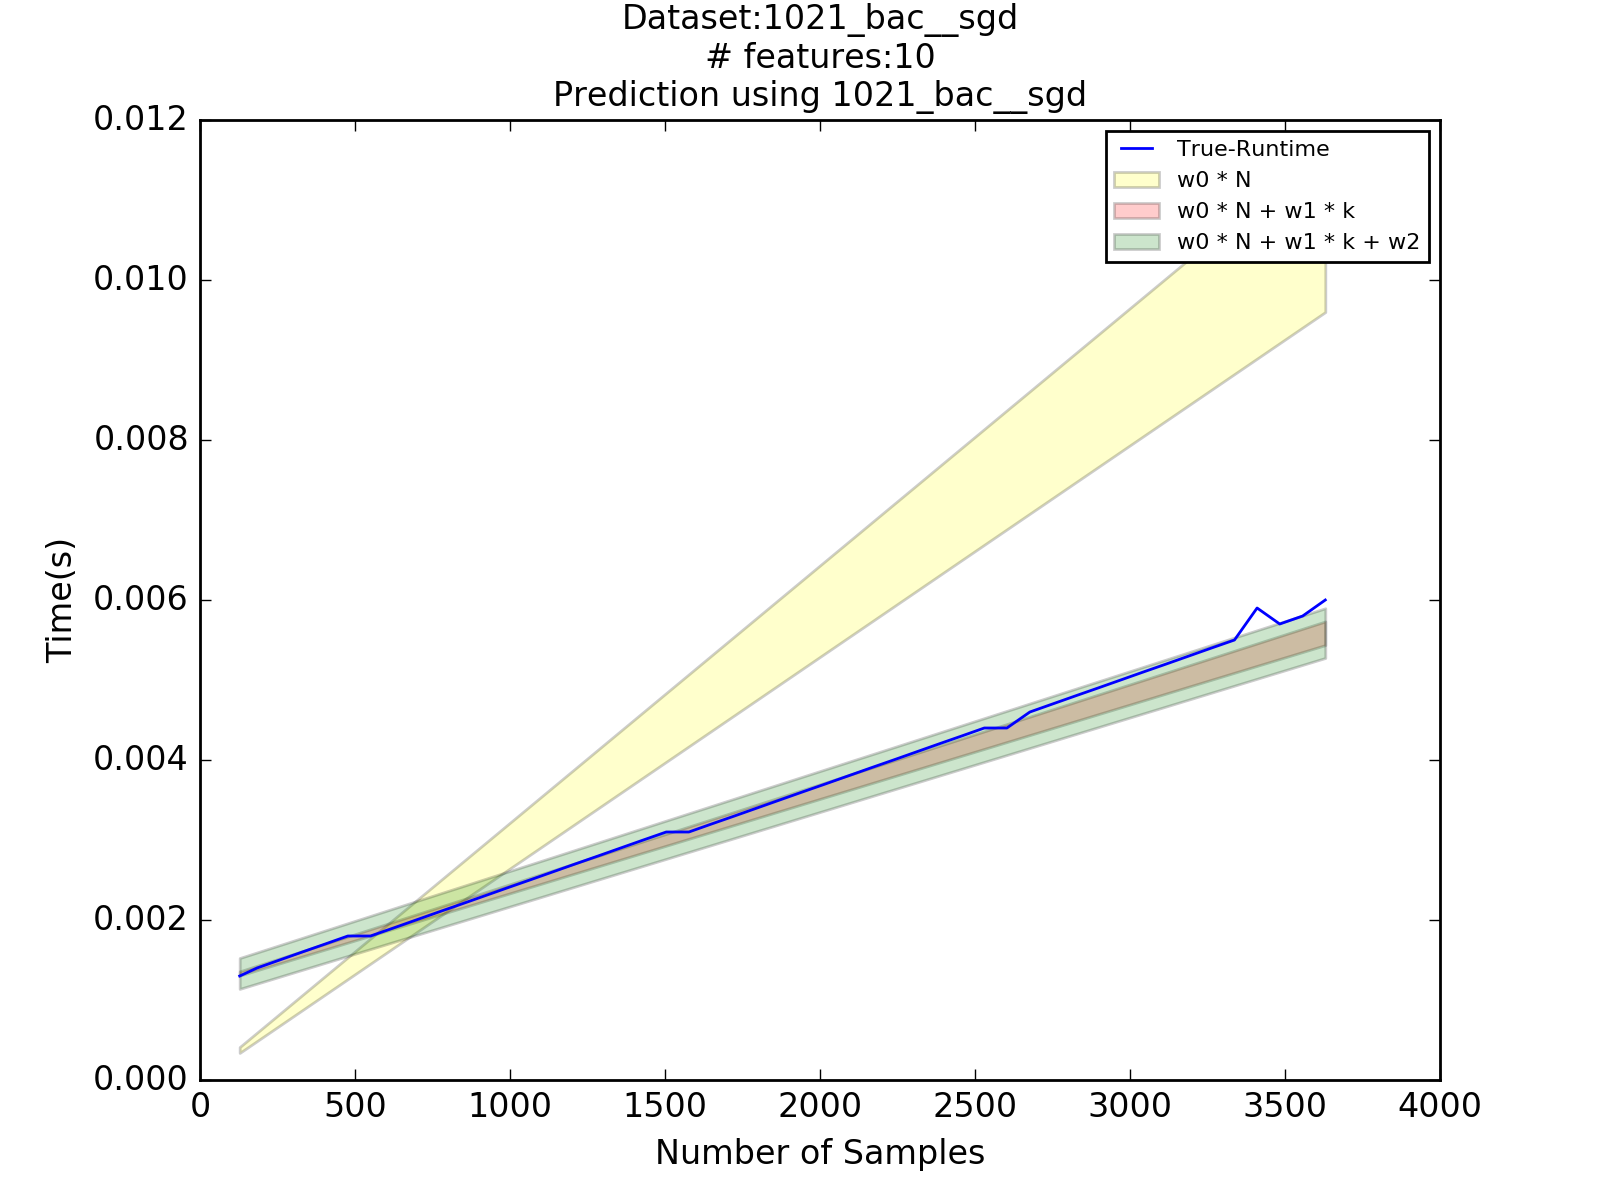 Dataset:1021_bac__sgd
# features:10
Prediction using 1021_bac__sgd
0.012
0.010
0.008
0.006
0.004
0.002
0.000
Time(s)
True-Runtime
w0 * N
w0 * N + w1 * k
w0 * N + w1 * k + w2
0 500 1000 1500 2000 2500 3000 3500 4000
Number of Samples